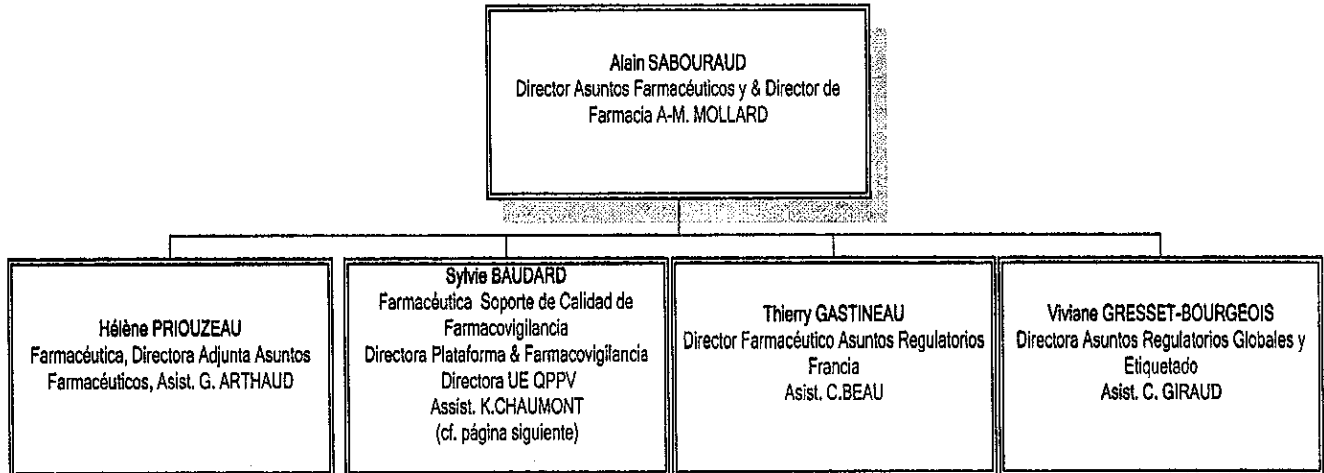 Alain SABOURAUD
Director Asuntos Farmacéuticos y & Director de
Farmacia A-M. MOLLARD
Hélène PRIOUZEAU
Farmacéutica, Directora Adjunta Asuntos
Farmacéuticos, Asist. G. ARTHAUD
Sylvie BAUDARD
Farmacéutica Soporte de Calidad de
Farmacovigilancia
Directora Plataforma & Farmacovigilancia
Directora UE QPPV
Assist. K.CHAUMONT
(cf. página siguiente)
Thierry GASTINEAU
Director Farmacéutico Asuntos Regulatorios
Francia
Asist. C.BEAU
Viviane GRESSET-BOURGEOIS
Directora Asuntos Regulatorios Globales y
Etiquetado
Asist. C. GIRAUD